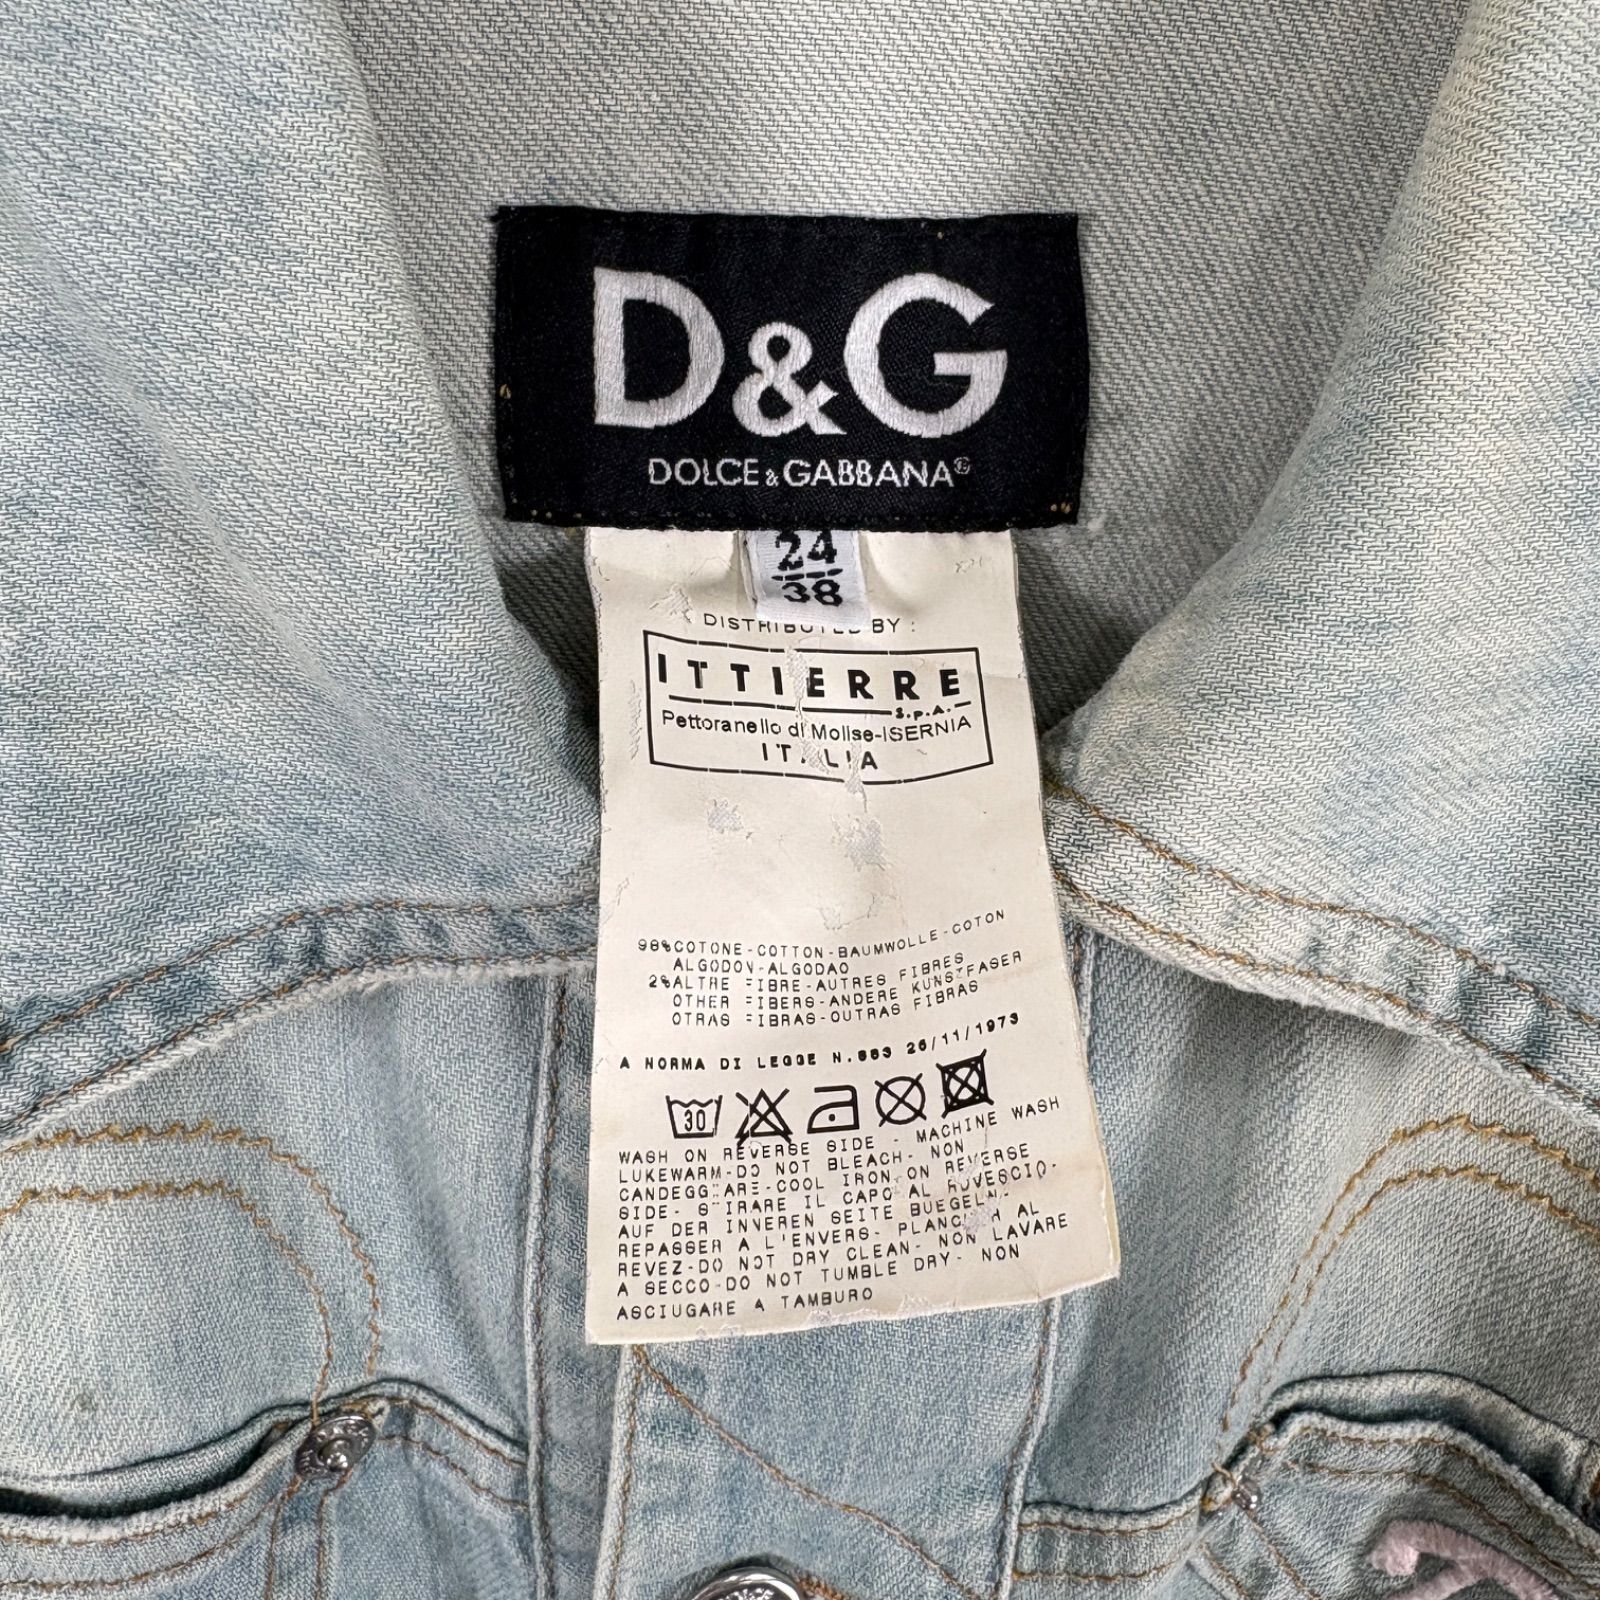 D&G
DOLCE & GABBANA®
24
38
DISTRIBUTED BY :
ITTIERRE
S.p.A.
Pettoranello di Molise-ISERNIA
ITALIA
98%COTONE-COTTON-BAUMWOLLE-COTON
ALGODON-ALGODAO
2%ALTRE FIBRE-AUTRES FIBRES
OTHER FIBERS-ANDERE KUNSTFASER
OTRAS FIBRAS-OUTRAS FIBRAS
A NORMA DI LEGGE N.883 26/11/1973
30
WASH ON REVERSE SIDE - MACHINE WASH
LUKEWARM-DO NOT BLEACH- NON
CANDEGGIARE-COOL IRON ON REVERSE
SIDE- STIRARE IL CAPO AL ROVESCIO-
AUF DER INNEREN SEITE BUEGELN-
REPASSER A L'ENVERS- PLANCHAR AL
REVEZ-DO NOT DRY CLEAN- NON LAVARE
A SECCO-DO NOT TUMBLE DRY- NON
ASCIUGARE A TAMBURO